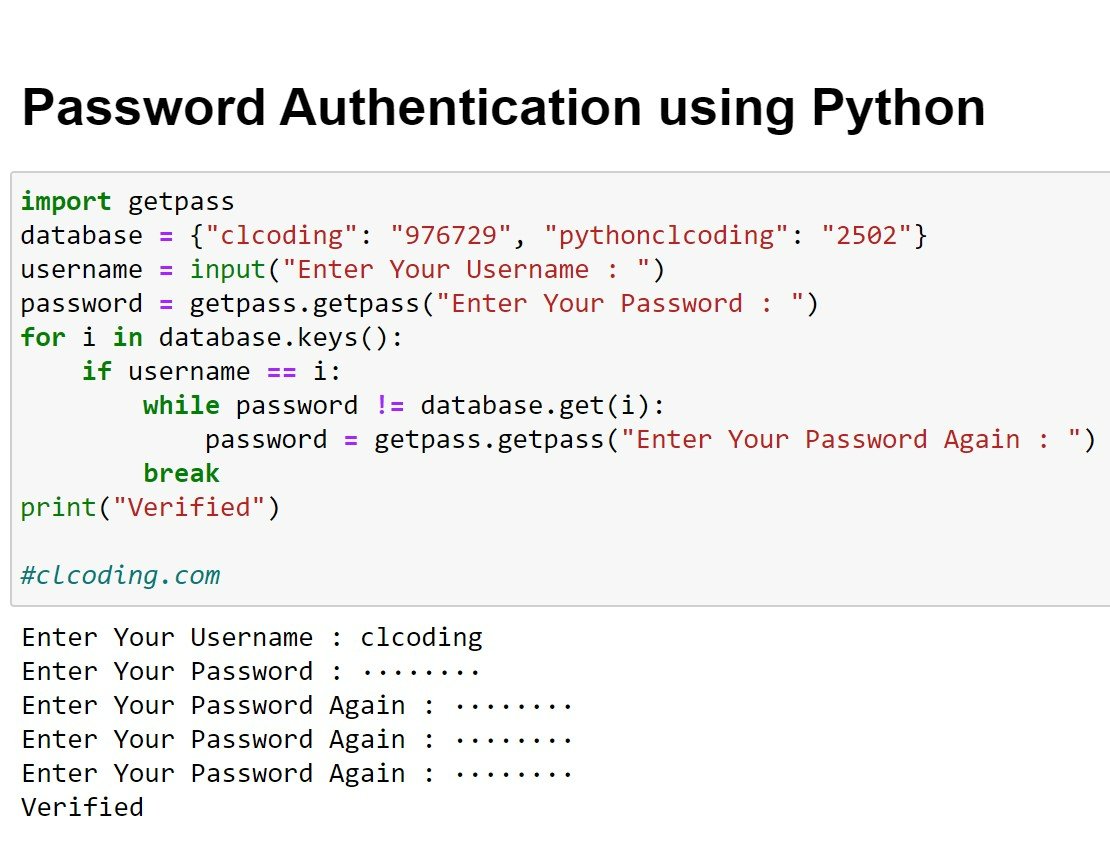 Password Authentication using Python
import getpass
database = {"clcoding": "976729", "pythonclcoding": "2502"}
username = input("Enter Your Username : ")
password = getpass.getpass("Enter Your Password : ")
for i in database.keys():
    if username == i:
        while password != database.get(i):
            password = getpass.getpass("Enter Your Password Again : ")
        break
print("Verified")
#clcoding.com
Enter Your Username : clcoding
Enter Your Password : ········
Enter Your Password Again : ········
Enter Your Password Again : ········
Enter Your Password Again : ········
Verified